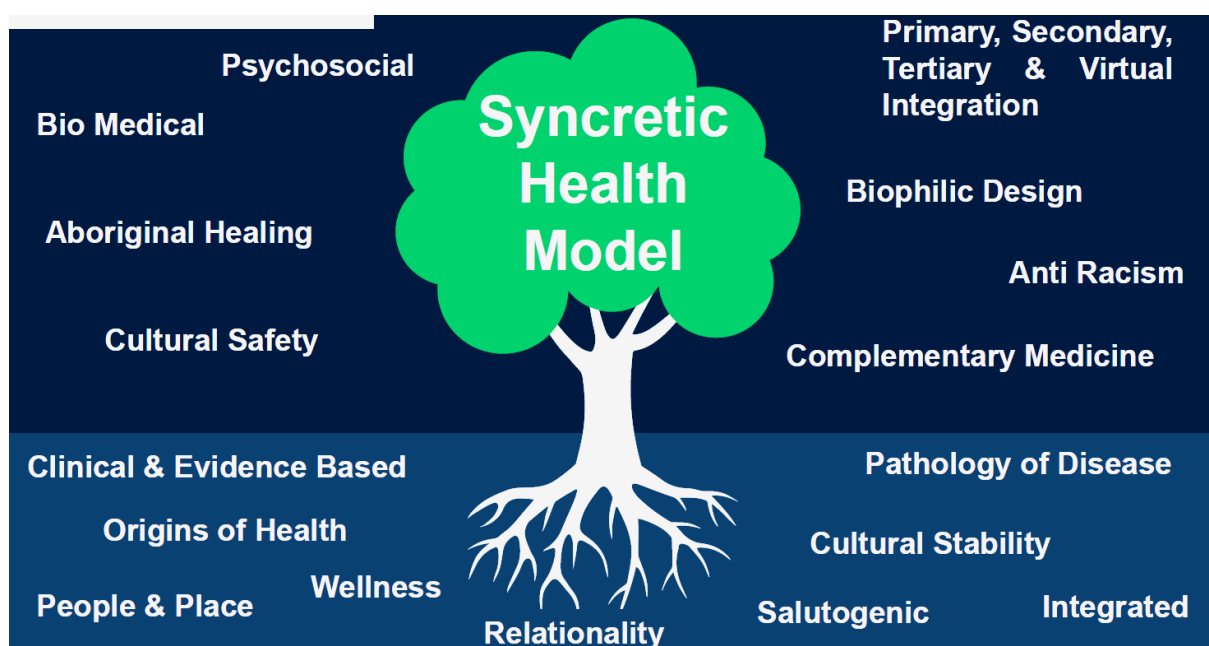 Psychosocial
Bio Medical
Aboriginal Healing
Cultural Safety
Syncretic
Health
Model
Primary, Secondary,
Tertiary & Virtual
Integration
Biophilic Design
Anti Racism
Complementary Medicine
Clinical & Evidence Based
Origins of Health
Wellness
People & Place
Relationality
Pathology of Disease
Cultural Stability
Salutogenic
Integrated